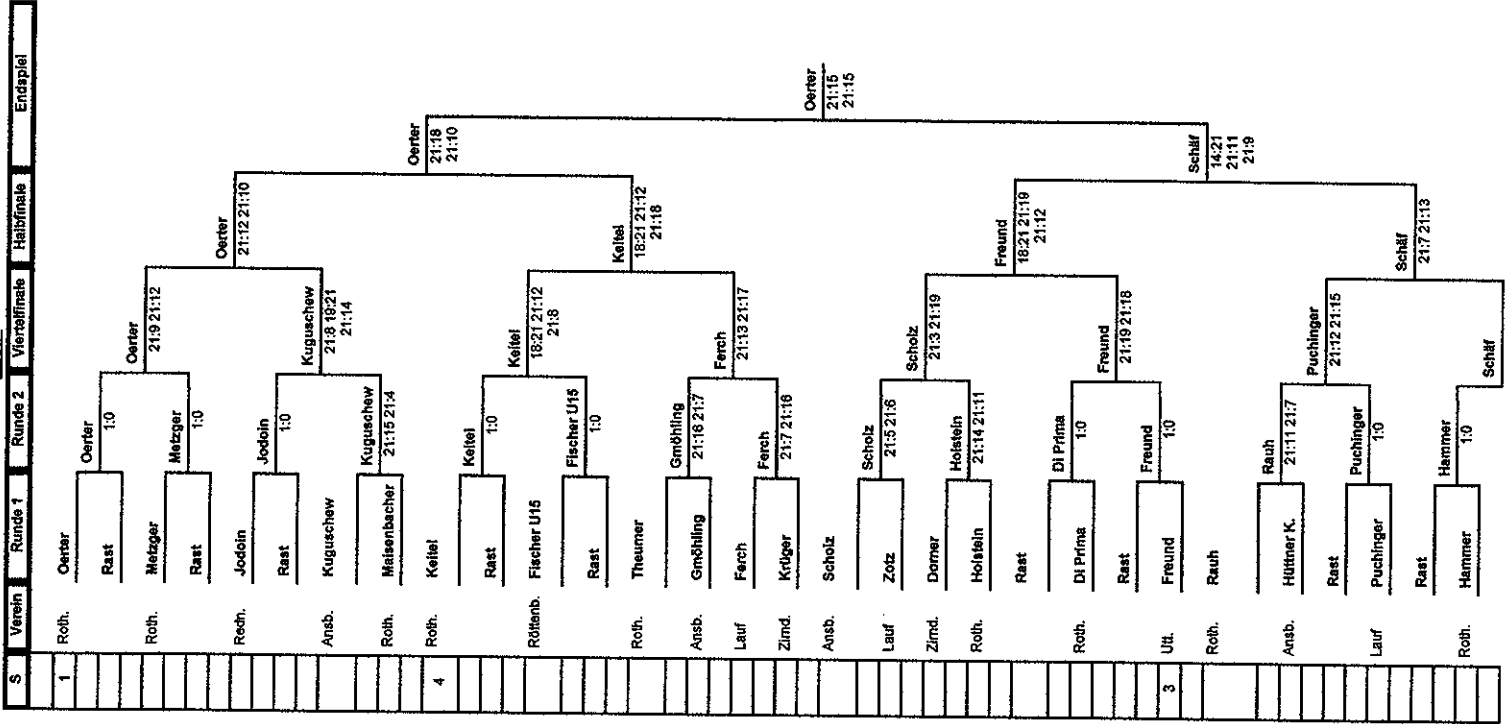 S Verein Runde 1 Runde 2 Viertelfinale Halbfinale Endspiel
1 Roth. Oerter
Oerter
1:0
Rast
Oerter
21:9 21:12
Roth. Metzger
Metzger
1:0
Rast
Oerter
21:12 21:10
Redn. Jodoin
Jodoin
1:0
Rast
Kuguschew
21:8 19:21
21:14
Ansb. Kuguschew
Kuguschew
21:15 21:4
Roth. Maisenbacher
Oerter
21:18
21:10
4 Roth. Keitel
Keitel
1:0
Rast
Keitel
18:21 21:12
21:8
Röttenb. Fischer U15
Fischer U15
1:0
Rast
Keitel
18:21 21:12
21:18
Roth. Theumer
Gmöhling
21:16 21:7
Ansb. Gmöhling
Ferch
21:13 21:17
Lauf Ferch
Ferch
21:7 21:16
Zirnd. Krüger
Oerter
21:15
21:15
Ansb. Scholz
Scholz
21:5 21:6
Lauf Zotz
Scholz
21:3 21:19
Zirnd. Dorner
Holstein
21:14 21:11
Roth. Holstein
Freund
18:21 21:19
21:12
Rast
Di Prima
1:0
Roth. Di Prima
Freund
21:19 21:18
Rast
Freund
1:0
3 Utt. Freund
Schäf
14:21
21:11
21:9
Roth. Rauh
Rauh
21:11 21:7
Ansb. Hüttner K.
Puchinger
21:12 21:15
Rast
Puchinger
1:0
Lauf Puchinger
Schäf
21:7 21:13
Rast
Hammer
1:0
Roth. Hammer
Schäf